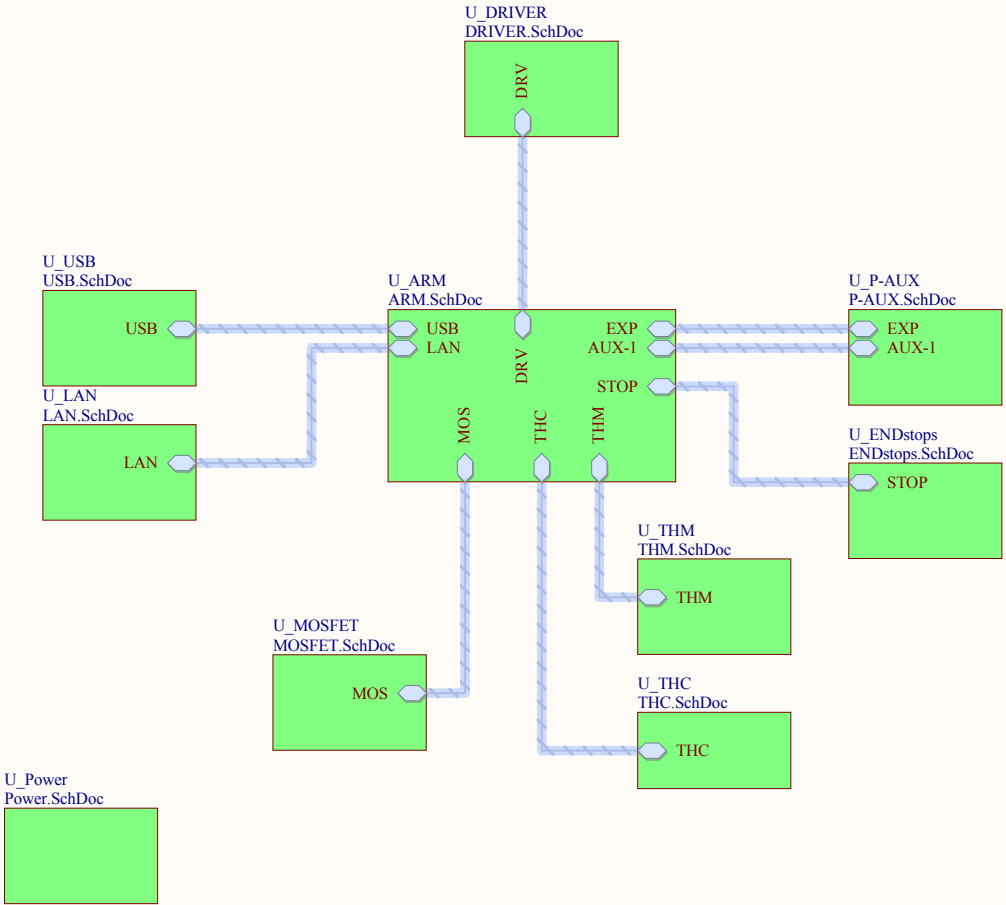 U_DRIVER
DRIVER.SchDoc
DRV
U_USB
USB.SchDoc
USB
U_ARM
ARM.SchDoc
USB
LAN
DRV
EXP
AUX-1
STOP
MOS
THC
THM
U_P-AUX
P-AUX.SchDoc
EXP
AUX-1
U_LAN
LAN.SchDoc
LAN
U_ENDstops
ENDstops.SchDoc
STOP
U_THM
THM.SchDoc
THM
U_MOSFET
MOSFET.SchDoc
MOS
U_THC
THC.SchDoc
THC
U_Power
Power.SchDoc